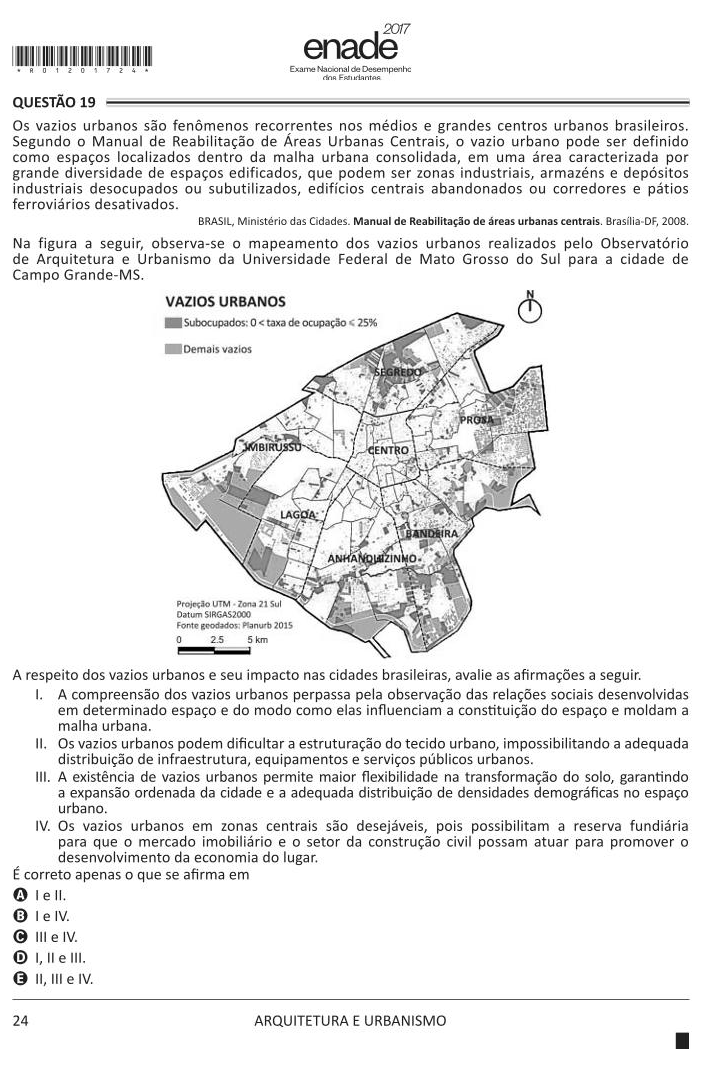 *R01201724*
enade 2017
Exame Nacional de Desempenho
dos Estudantes
QUESTÃO 19
Os vazios urbanos são fenômenos recorrentes nos médios e grandes centros urbanos brasileiros.
Segundo o Manual de Reabilitação de Áreas Urbanas Centrais, o vazio urbano pode ser definido
como espaços localizados dentro da malha urbana consolidada, em uma área caracterizada por
grande diversidade de espaços edificados, que podem ser zonas industriais, armazéns e depósitos
industriais desocupados ou subutilizados, edifícios centrais abandonados ou corredores e pátios
ferroviários desativados.
BRASIL, Ministério das Cidades. Manual de Reabilitação de áreas urbanas centrais. Brasília-DF, 2008.
Na figura a seguir, observa-se o mapeamento dos vazios urbanos realizados pelo Observatório
de Arquitetura e Urbanismo da Universidade Federal de Mato Grosso do Sul para a cidade de
Campo Grande-MS.
VAZIOS URBANOS
N
Subocupados: 0 < taxa de ocupação ⩽ 25%
Demais vazios
SEGREDO
PROSA
IMBIRUSSU
CENTRO
LAGOA
BANDEIRA
ANHANDUIZINHO
Projeção UTM - Zona 21 Sul
Datum SIRGAS2000
Fonte geodados: Planurb 2015
0 2.5 5 km
A respeito dos vazios urbanos e seu impacto nas cidades brasileiras, avalie as afirmações a seguir.
I. A compreensão dos vazios urbanos perpassa pela observação das relações sociais desenvolvidas
em determinado espaço e do modo como elas influenciam a constituição do espaço e moldam a
malha urbana.
II. Os vazios urbanos podem dificultar a estruturação do tecido urbano, impossibilitando a adequada
distribuição de infraestrutura, equipamentos e serviços públicos urbanos.
III. A existência de vazios urbanos permite maior flexibilidade na transformação do solo, garantindo
a expansão ordenada da cidade e a adequada distribuição de densidades demográficas no espaço
urbano.
IV. Os vazios urbanos em zonas centrais são desejáveis, pois possibilitam a reserva fundiária
para que o mercado imobiliário e o setor da construção civil possam atuar para promover o
desenvolvimento da economia do lugar.
É correto apenas o que se afirma em
A I e II.
B I e IV.
C III e IV.
D I, II e III.
E II, III e IV.
24 ARQUITETURA E URBANISMO